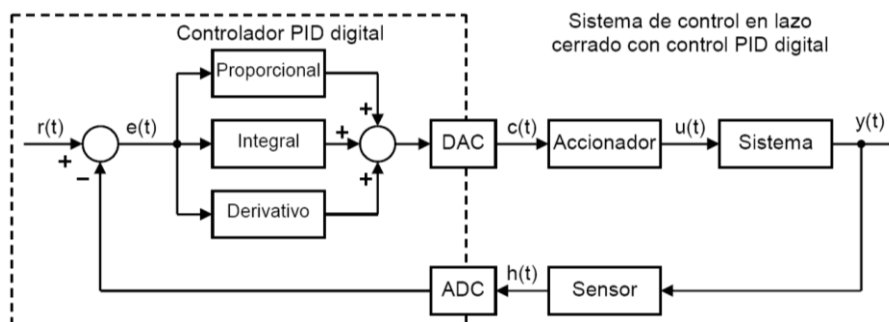 Controlador PID digital
Sistema de control en lazo
cerrado con control PID digital
Proporcional
r(t)
e(t)
+
−
Integral
Derivativo
+
+
+
DAC
c(t)
Accionador
u(t)
Sistema
y(t)
ADC
h(t)
Sensor